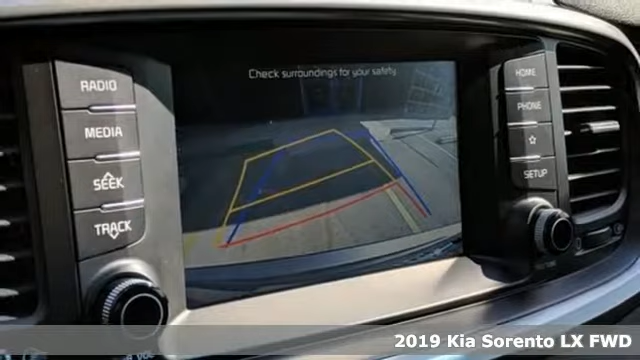 Check surroundings for your safety.
RADIO
MEDIA
SEEK
TRACK
HOME
PHONE
SETUP
2019 Kia Sorento LX FWD